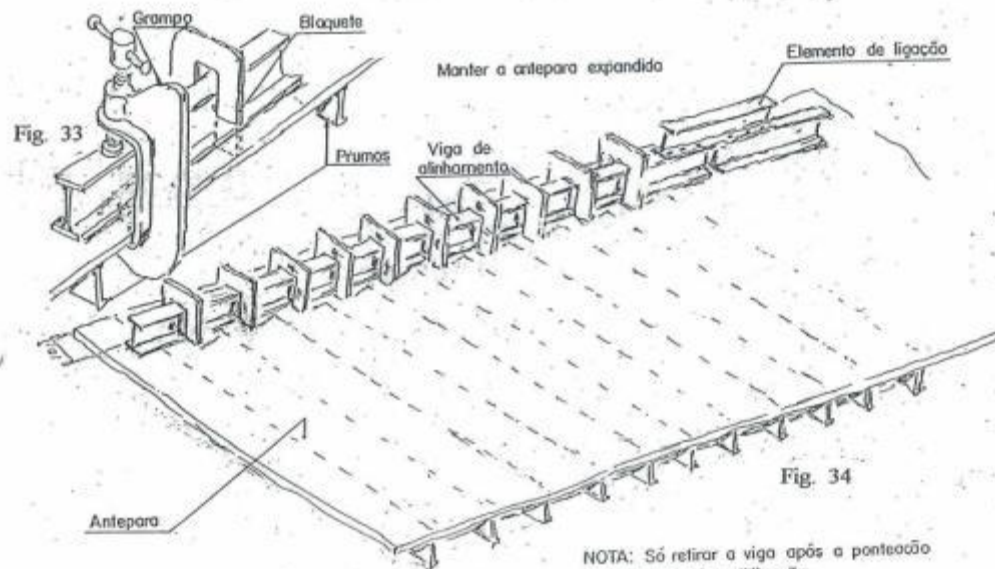 Grampo
Bloquete
Elemento de ligação
Manter a antepara expandida
Fig. 33
Prumos
Viga de
alinhamento
Fig. 34
Antepara
NOTA: Só retirar a viga após a ponteação